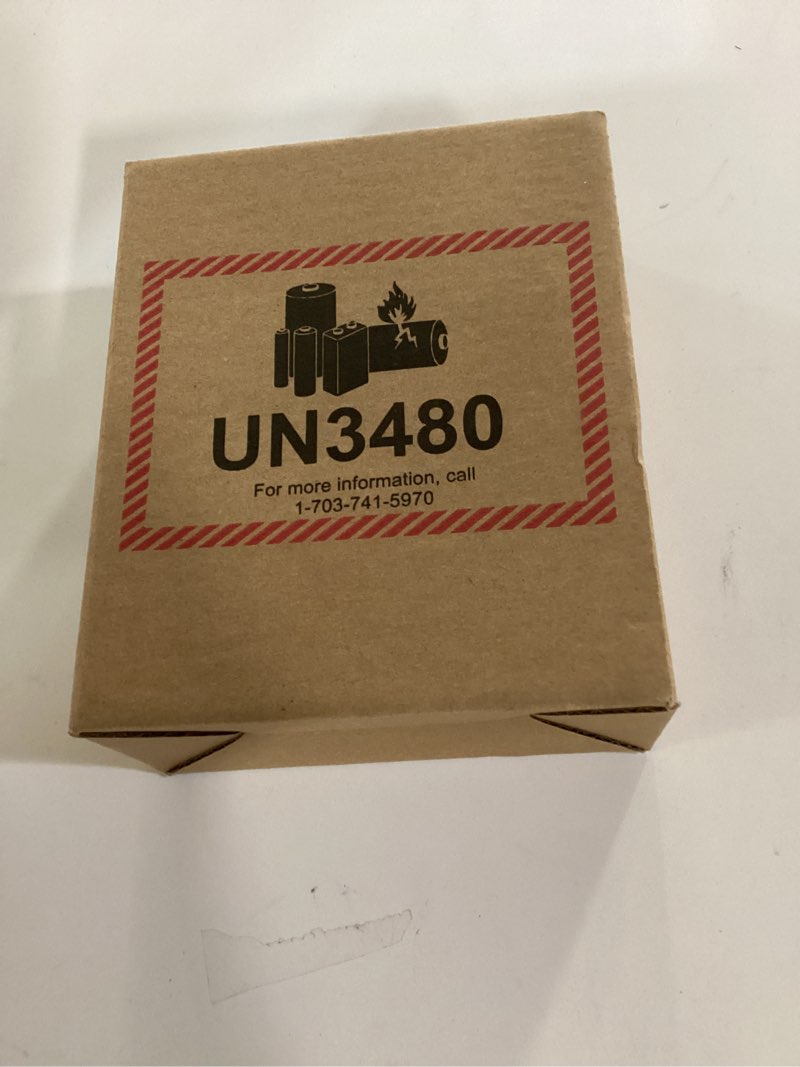 UN3480
For more information, call
1-703-741-5970